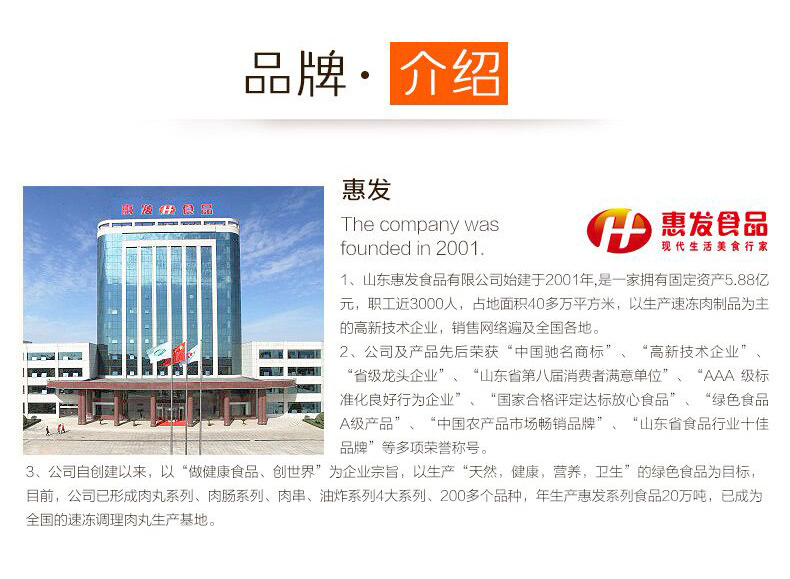 品牌·介绍
惠发
The company was
founded in 2001.
惠发食品
现代生活美食行家
惠发食品
1、山东惠发食品有限公司始建于2001年,是一家拥有固定资产5.88亿
元，职工近3000人，占地面积40多万平方米，以生产速冻肉制品为主
的高新技术企业，销售网络遍及全国各地。
2、公司及产品先后荣获“中国驰名商标”、“高新技术企业”、
“省级龙头企业”、“山东省第八届消费者满意单位”、“AAA 级标
准化良好行为企业”、“国家合格评定达标放心食品”、“绿色食品
A级产品”、“中国农产品市场畅销品牌”、“山东省食品行业十佳
品牌”等多项荣誉称号。
3、公司自创建以来，以“做健康食品、创世界”为企业宗旨，以生产“天然，健康，营养，卫生”的绿色食品为目标，
目前，公司已形成肉丸系列、肉肠系列、肉串、油炸系列4大系列、200多个品种，年生产惠发系列食品20万吨，已成为
全国的速冻调理肉丸生产基地。